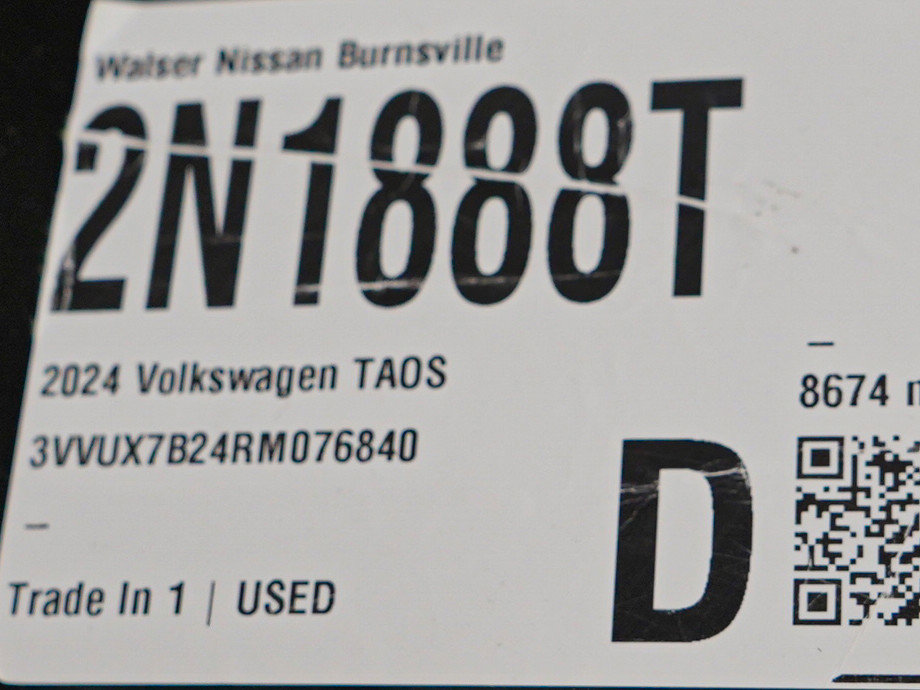 Walser Nissan Burnsville
2N1888T
2024 Volkswagen TAOS
3VVUX7B24RM076840
–
Trade In 1 | USED
–
8674
D